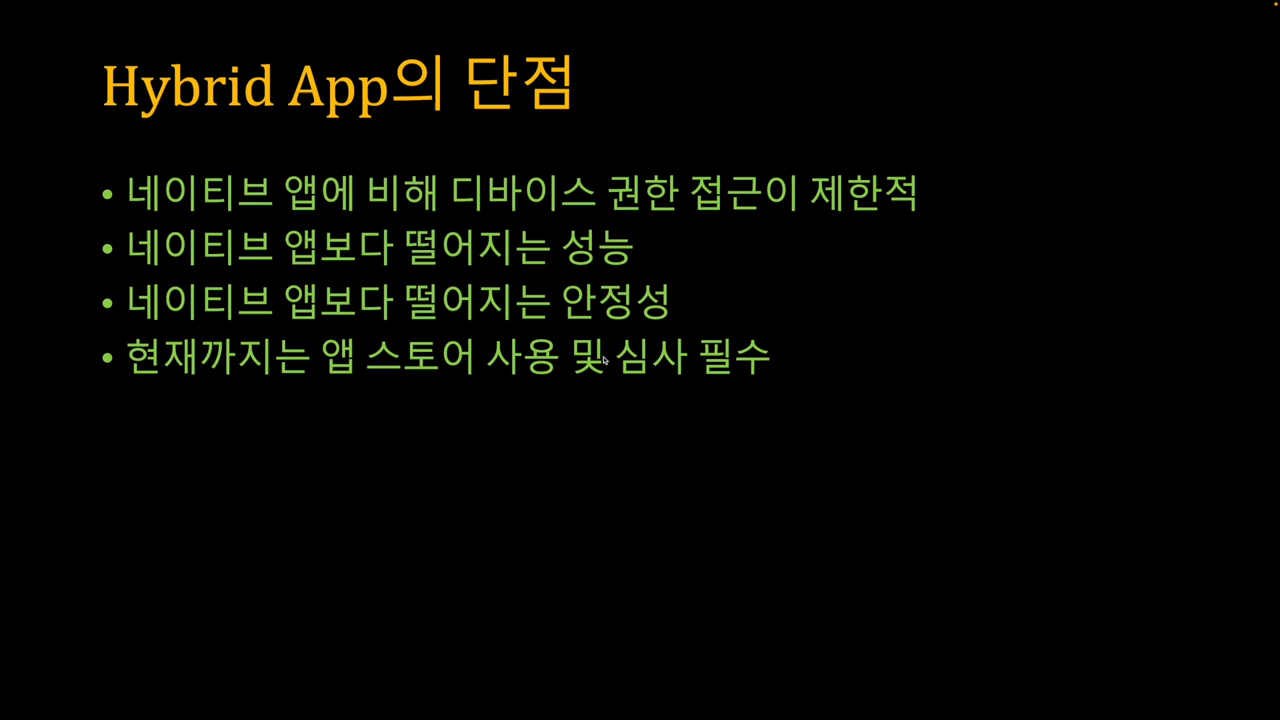 Hybrid App의 단점
• 네이티브 앱에 비해 디바이스 권한 접근이 제한적
• 네이티브 앱보다 떨어지는 성능
• 네이티브 앱보다 떨어지는 안정성
• 현재까지는 앱 스토어 사용 및 심사 필수